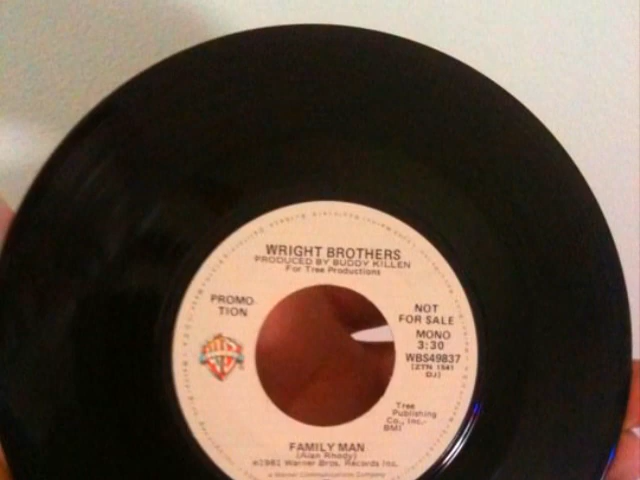 WRIGHT BROTHERS
PRODUCED BY BUDDY KILLEN
For Tree Productions
PROMO-
TION
NOT
FOR SALE
MONO
3:30
WBS49837
(ZTN 1541
DJ)
Tree
Publishing
Co., Inc.-
BMI
FAMILY MAN
(Alan Rhody)
1981 Warner Bros. Records Inc.
a Warner Communications Company